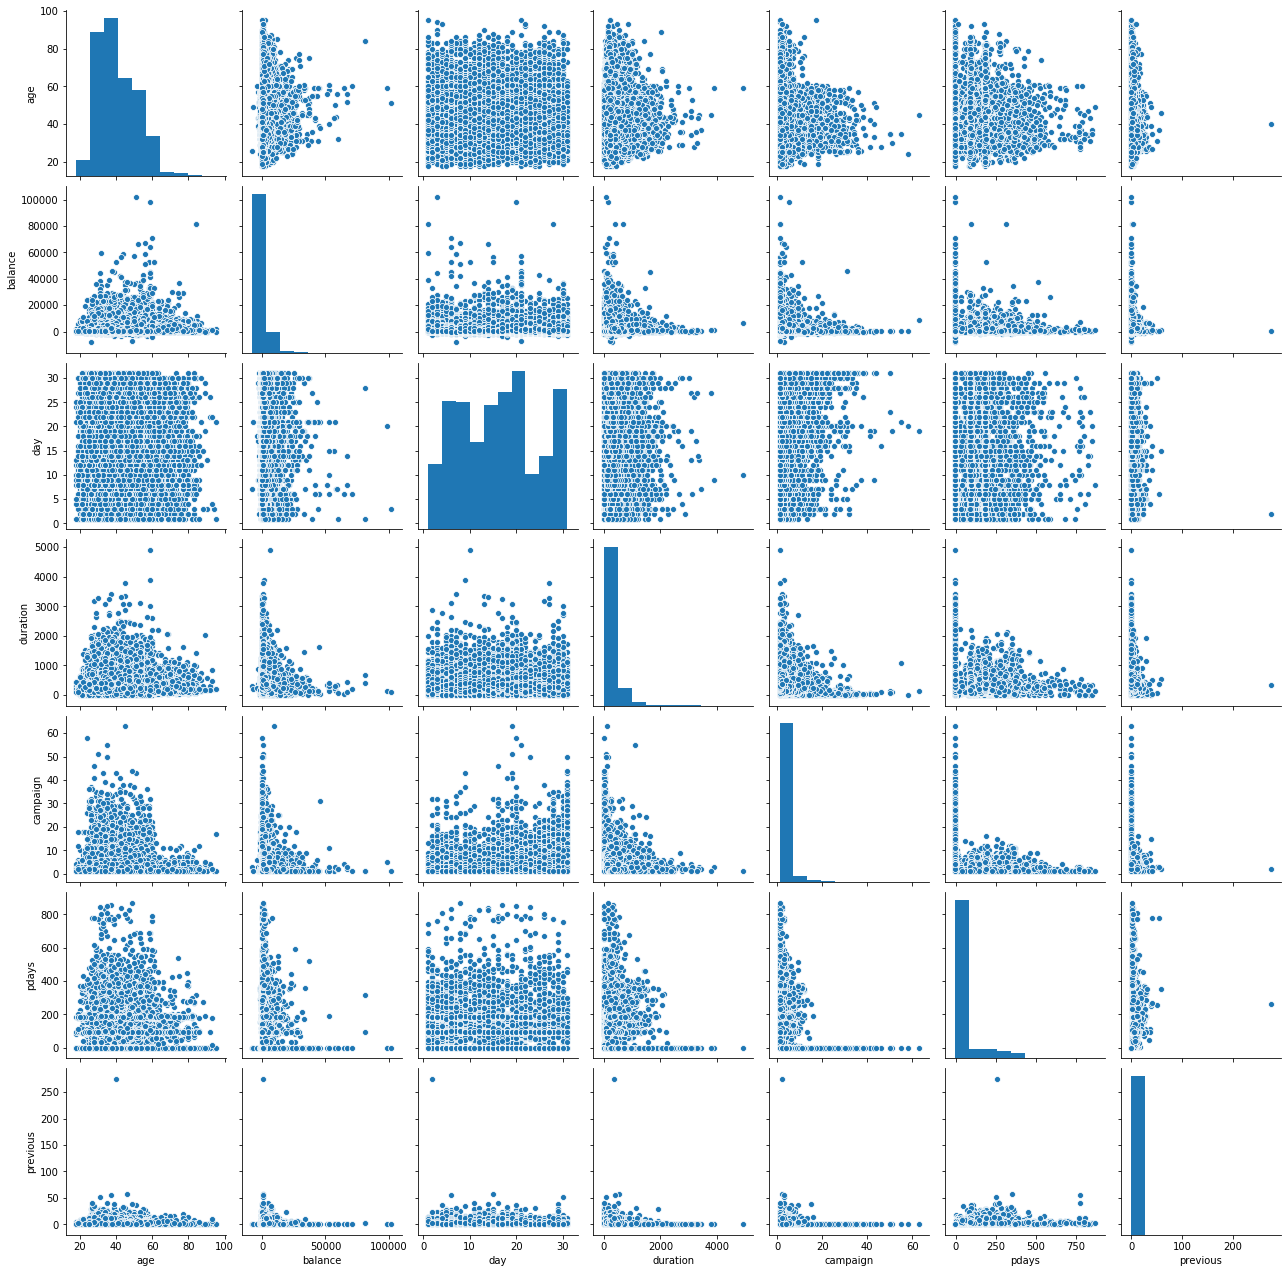 100
80
60
40
20
age
100000
80000
60000
40000
20000
0
balance
30
25
20
15
10
5
0
day
5000
4000
3000
2000
1000
0
duration
60
50
40
30
20
10
0
campaign
800
600
400
200
0
pdays
250
200
150
100
50
0
previous
20 40 60 80 100
age
0 50000 100000
balance
0 10 20 30
day
0 2000 4000
duration
0 20 40 60
campaign
0 250 500 750
pdays
0 100 200
previous